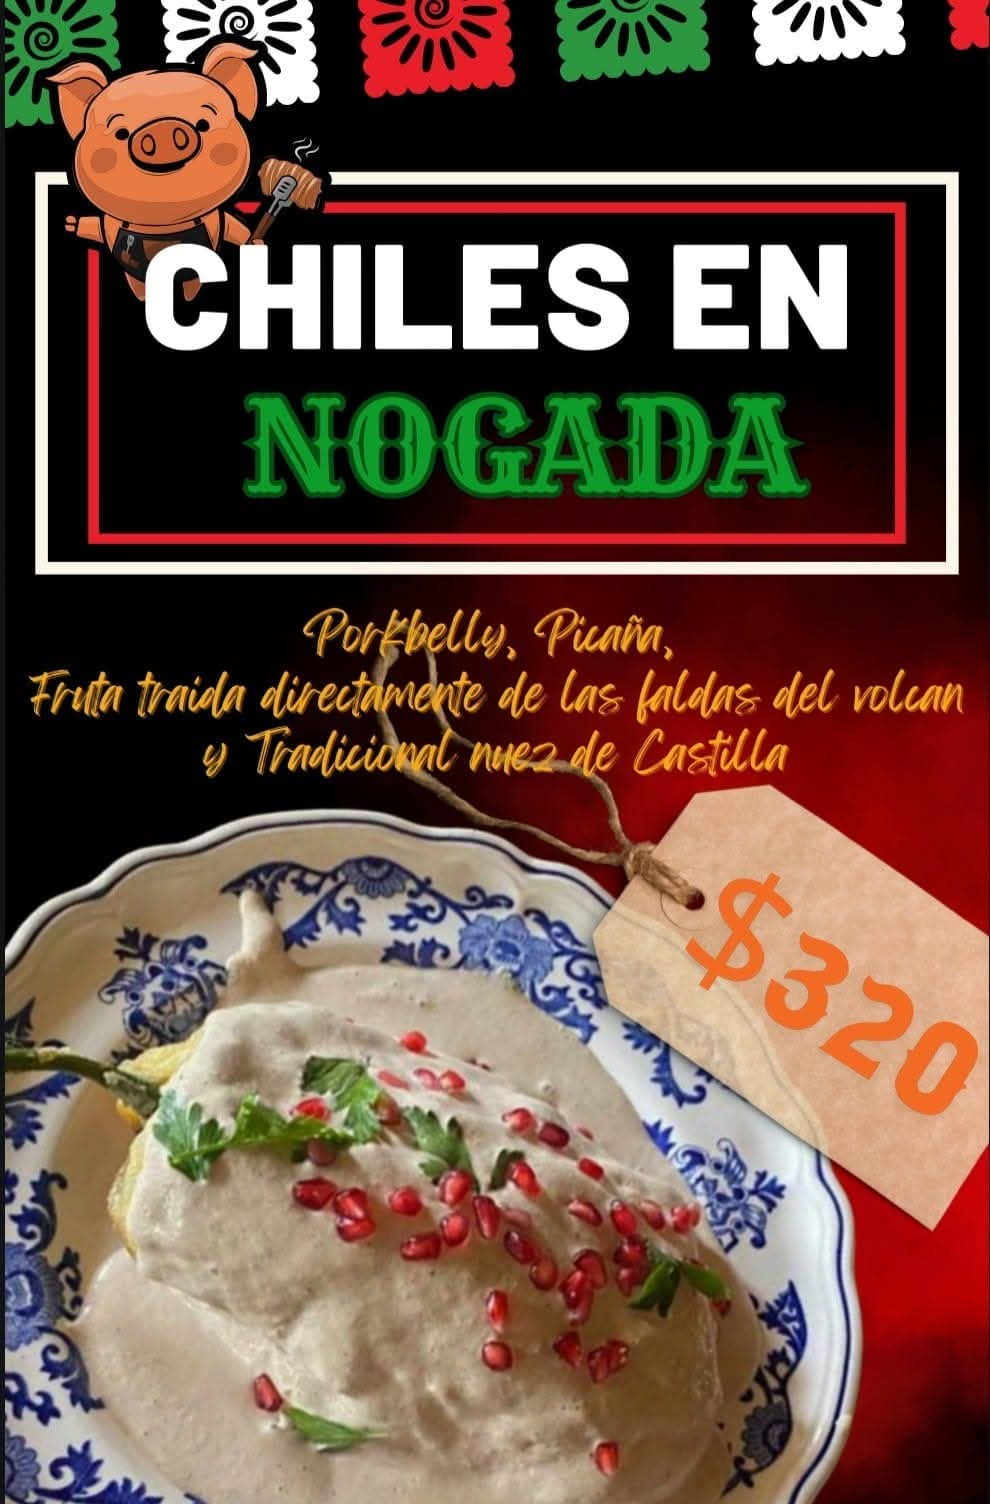 CHILES EN
NOGADA
Porkbelly, Picaña,
Fruta traida directamente de las faldas del volcan
y Tradicional nuez de Castilla
$320